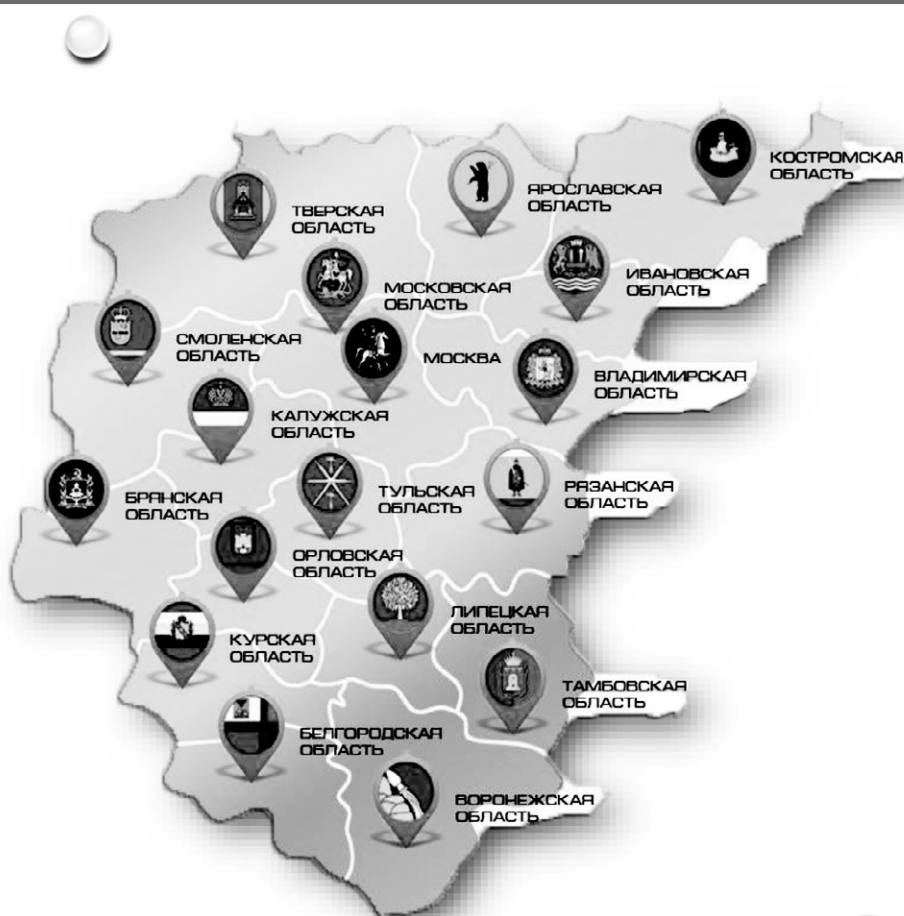 КОСТРОМСКАЯ
ОБЛАСТЬ
ЯРОСЛАВСКАЯ
ОБЛАСТЬ
ТВЕРСКАЯ
ОБЛАСТЬ
ИВАНОВСКАЯ
ОБЛАСТЬ
МОСКОВСКАЯ
ОБЛАСТЬ
СМОЛЕНСКАЯ
ОБЛАСТЬ
МОСКВА
ВЛАДИМИРСКАЯ
ОБЛАСТЬ
КАЛУЖСКАЯ
ОБЛАСТЬ
БРЯНСКАЯ
ОБЛАСТЬ
ТУЛЬСКАЯ
ОБЛАСТЬ
РЯЗАНСКАЯ
ОБЛАСТЬ
ОРЛОВСКАЯ
ОБЛАСТЬ
ЛИПЕЦКАЯ
ОБЛАСТЬ
КУРСКАЯ
ОБЛАСТЬ
ТАМБОВСКАЯ
ОБЛАСТЬ
БЕЛГОРОДСКАЯ
ОБЛАСТЬ
ВОРОНЕЖСКАЯ
ОБЛАСТЬ